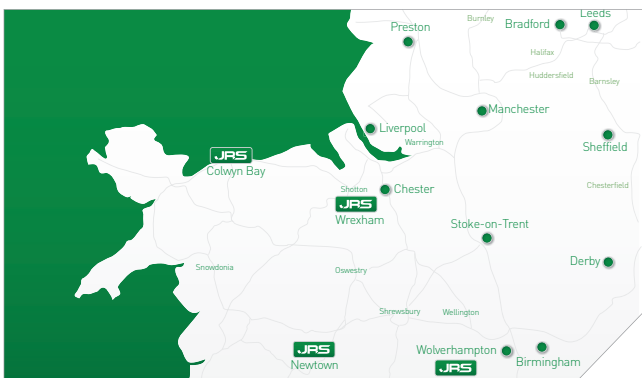 Leeds
Burnley
Bradford
Preston
Halifax
Huddersfield
Barnsley
Manchester
Liverpool
Warrington
Sheffield
JRS
Colwyn Bay
Shotton
Chester
Chesterfield
JRS
Wrexham
Stoke-on-Trent
Derby
Snowdonia
Oswestry
Shrewsbury
Wellington
JRS
Newtown
Wolverhampton
JRS
Birmingham